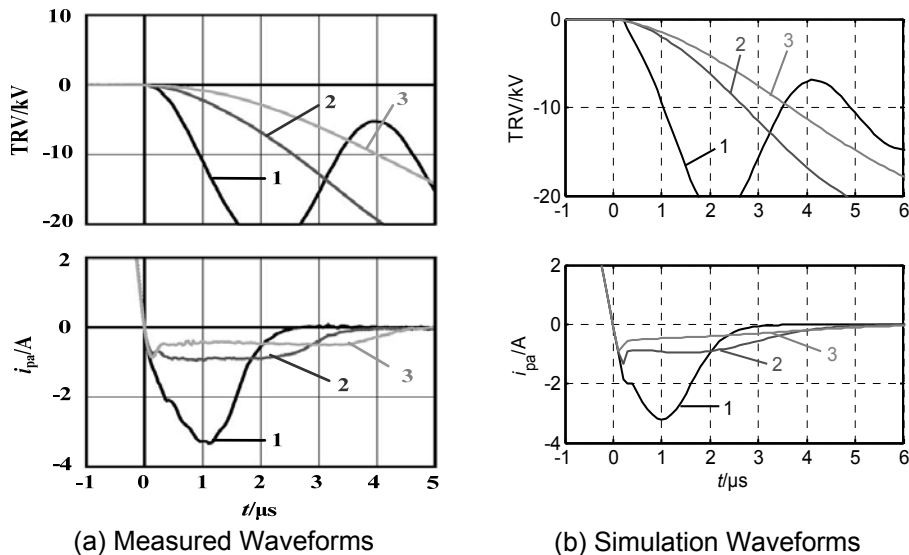 10
0
-10
-20
TRV/kV
1
2
3
2
0
-2
-4
i_pa/A
1
2
3
-1 0 1 2 3 4 5
t/μs
(a) Measured Waveforms
0
-10
-20
TRV/kV
1
2
3
-1 0 1 2 3 4 5 6
2
0
-2
-4
i_pa/A
1
2
3
-1 0 1 2 3 4 5 6
t/μs
(b) Simulation Waveforms